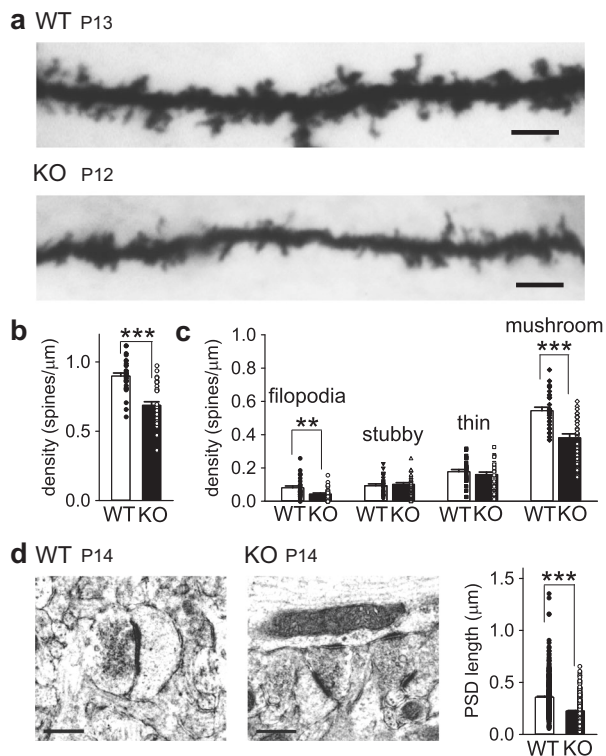 a WT P13
KO P12
b
***
density (spines/µm)
1.0
0.5
0.0
WT KO
c
density (spines/µm)
1.0
0.8
0.6
0.4
0.2
0.0
filopodia
**
WT KO
stubby
WT KO
thin
WT KO
mushroom
***
WT KO
d WT P14
KO P14
***
PSD length (µm)
1.5
1.0
0.5
0.0
WT KO